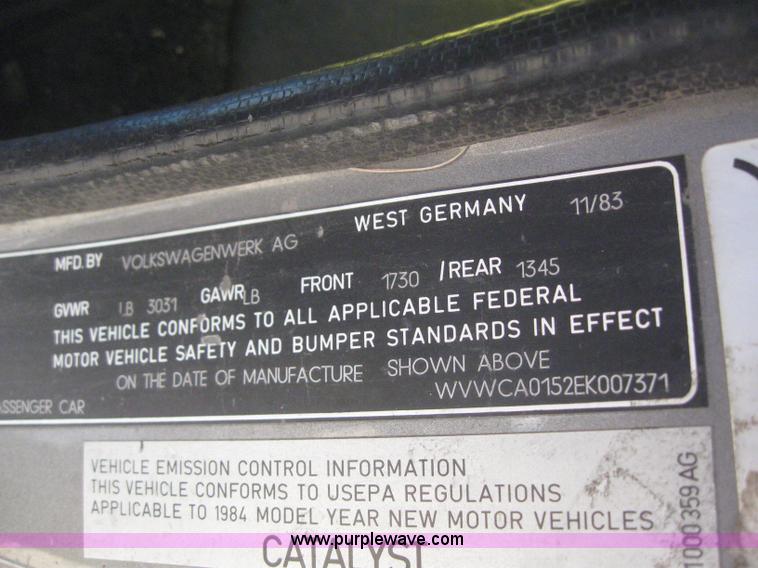 WEST GERMANY 11/83
MFD.BY VOLKSWAGENWERK AG
GVWR LB 3031 GAWR LB FRONT 1730 /REAR 1345
THIS VEHICLE CONFORMS TO ALL APPLICABLE FEDERAL
MOTOR VEHICLE SAFETY AND BUMPER STANDARDS IN EFFECT
ON THE DATE OF MANUFACTURE SHOWN ABOVE
WVWCA0152EK007371
ASSENGER CAR
VEHICLE EMISSION CONTROL INFORMATION
THIS VEHICLE CONFORMS TO USEPA REGULATIONS
APPLICABLE TO 1984 MODEL YEAR NEW MOTOR VEHICLES
CATALYST
1000 359 AG
www.purplewave.com